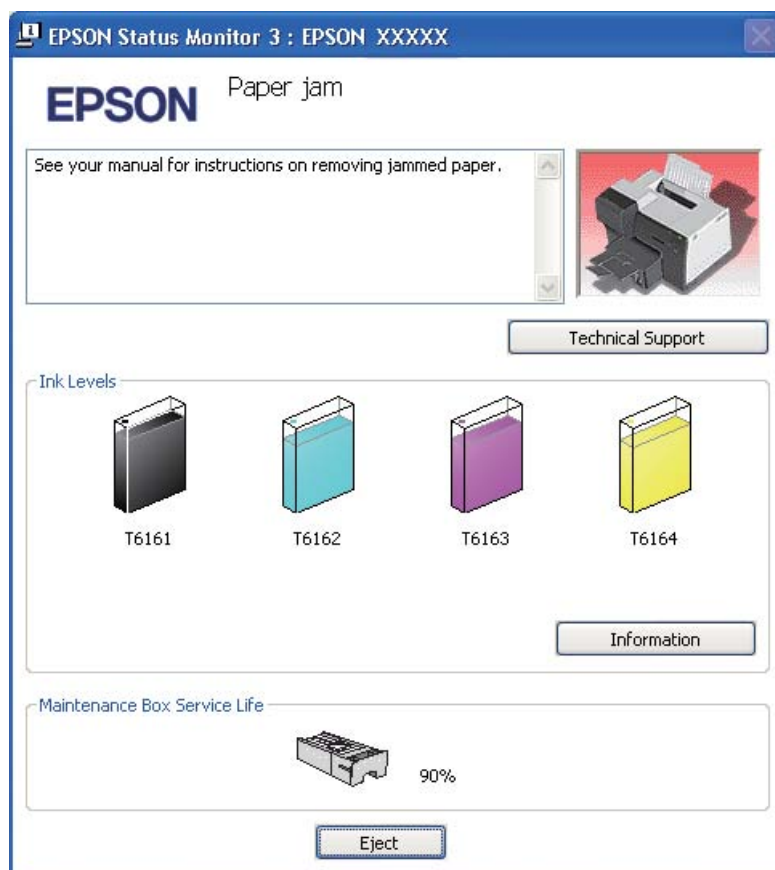 EPSON Status Monitor 3 : EPSON XXXXX
EPSON
Paper jam
See your manual for instructions on removing jammed paper.
Technical Support
Ink Levels
T6161
T6162
T6163
T6164
Information
Maintenance Box Service Life
90%
Eject